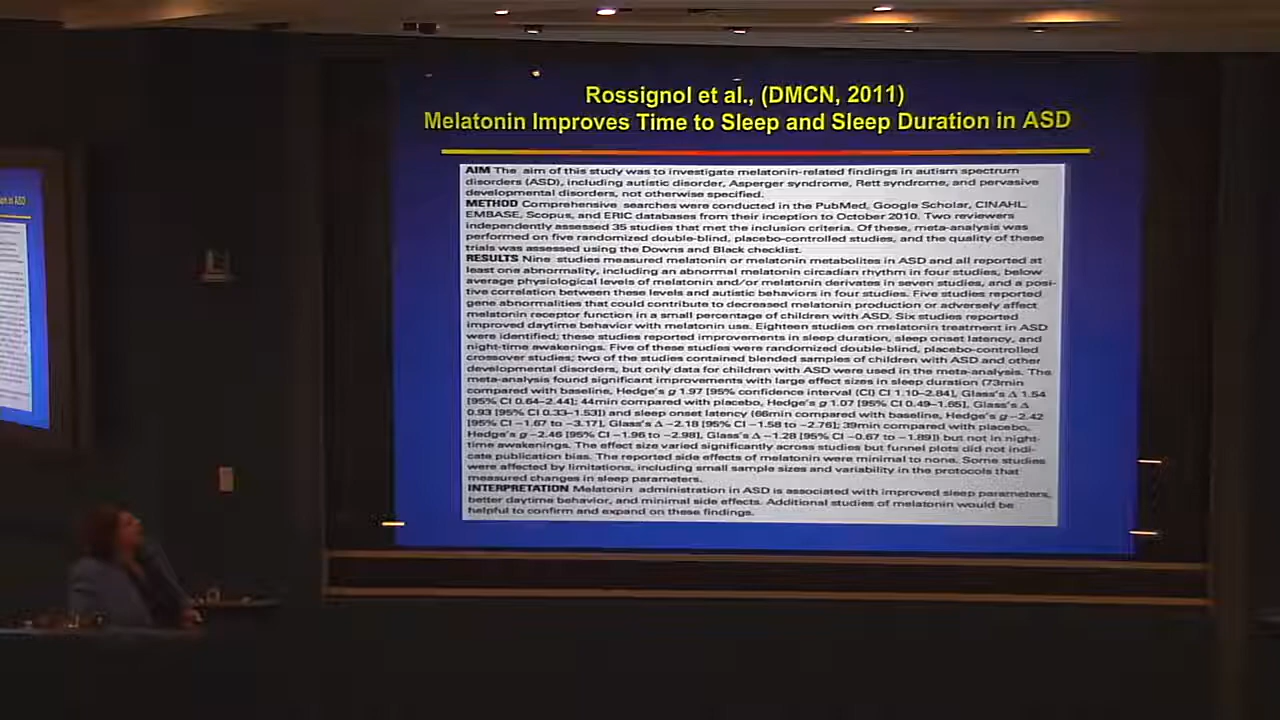 Rossignol et al., (DMCN, 2011)
Melatonin Improves Time to Sleep and Sleep Duration in ASD
AIM The aim of this study was to investigate melatonin-related findings in autism spectrum
disorders (ASD), including autistic disorder, Asperger syndrome, Rett syndrome, and pervasive
developmental disorders, not otherwise specified.
METHOD Comprehensive searches were conducted in the PubMed, Google Scholar, CINAHL,
EMBASE, Scopus, and ERIC databases from their inception to October 2010. Two reviewers
independently assessed 35 studies that met the inclusion criteria. Of these, meta-analysis was
performed on five randomized double-blind, placebo-controlled studies, and the quality of these
trials was assessed using the Downs and Black checklist.
RESULTS Nine studies measured melatonin or melatonin metabolites in ASD and all reported at
least one abnormality, including an abnormal melatonin circadian rhythm in four studies, below
average physiological levels of melatonin and/or melatonin derivates in seven studies, and a posi-
tive correlation between these levels and autistic behaviors in four studies. Five studies reported
gene abnormalities that could contribute to decreased melatonin production or adversely affect
melatonin receptor function in a small percentage of children with ASD. Six studies reported
improved daytime behavior with melatonin use. Eighteen studies on melatonin treatment in ASD
were identified; these studies reported improvements in sleep duration, sleep onset latency, and
night-time awakenings. Five of these studies were randomized double-blind, placebo-controlled
crossover studies; two of the studies contained blended samples of children with ASD and other
developmental disorders, but only data for children with ASD were used in the meta-analysis. The
meta-analysis found significant improvements with large effect sizes in sleep duration (73min
compared with baseline, Hedge's g 1.97 [95% confidence interval (CI) CI 1.10–2.84], Glass's Δ 1.54
[95% CI 0.64–2.44]; 44min compared with placebo, Hedge's g 1.07 [95% CI 0.49–1.65], Glass's Δ
0.93 [95% CI 0.33–1.53]) and sleep onset latency (66min compared with baseline, Hedge's g −2.42
[95% CI −1.67 to −3.17], Glass's Δ −2.18 [95% CI −1.58 to −2.76]; 39min compared with placebo,
Hedge's g −2.46 [95% CI −1.96 to −2.98], Glass's Δ −1.28 [95% CI −0.67 to −1.89]) but not in night-
time awakenings. The effect size varied significantly across studies but funnel plots did not indi-
cate publication bias. The reported side effects of melatonin were minimal to none. Some studies
were affected by limitations, including small sample sizes and variability in the protocols that
measured changes in sleep parameters.
INTERPRETATION Melatonin administration in ASD is associated with improved sleep parameters,
better daytime behavior, and minimal side effects. Additional studies of melatonin would be
helpful to confirm and expand on these findings.